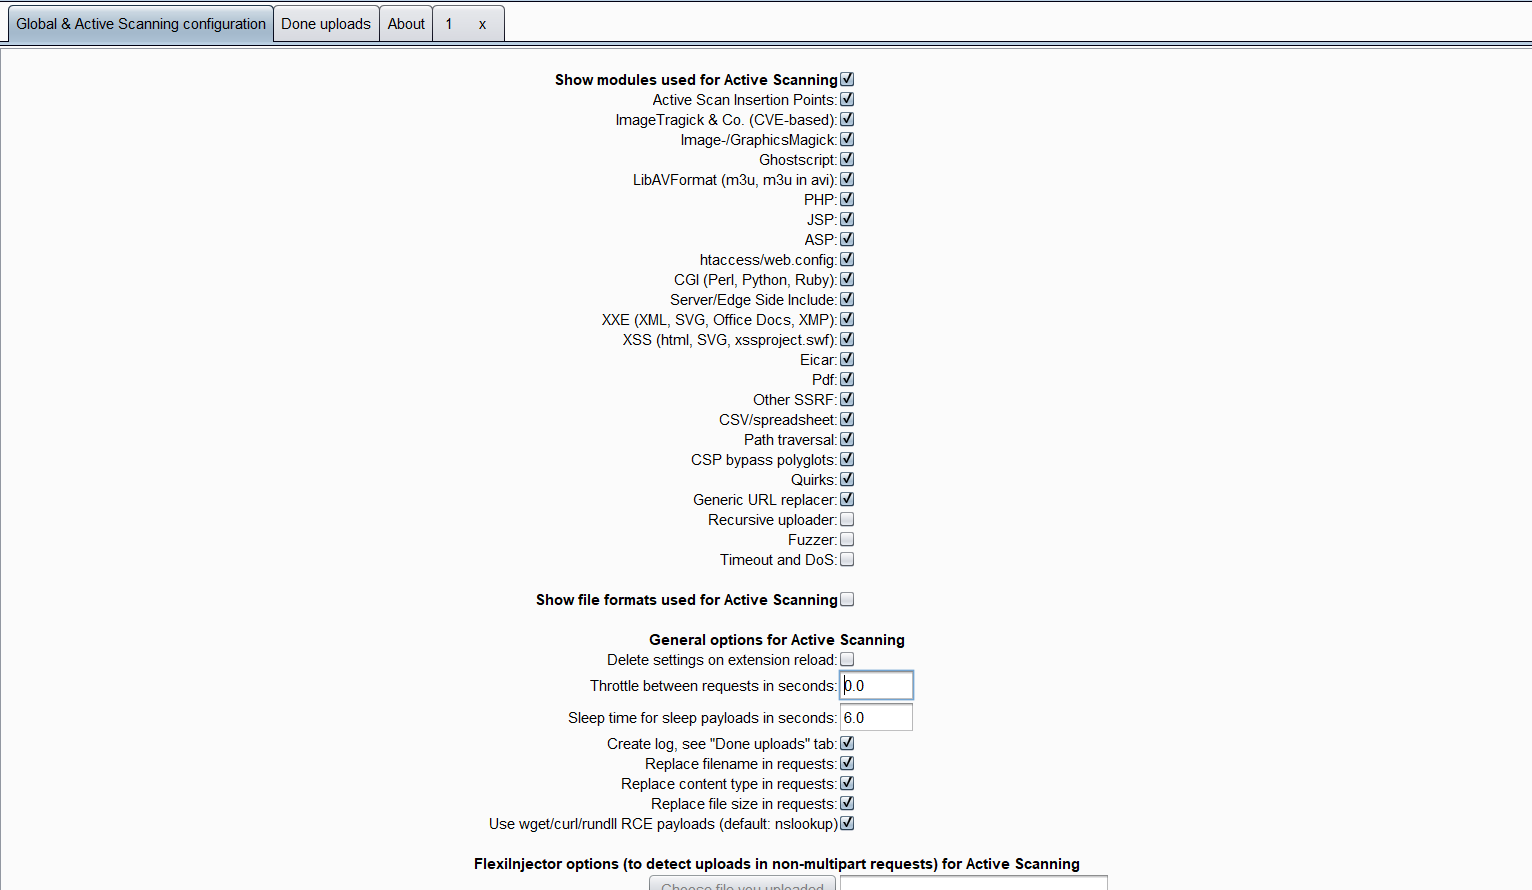 Global & Active Scanning configuration Done uploads About 1 x
Show modules used for Active Scanning
Active Scan Insertion Points:
ImageTragick & Co. (CVE-based):
Image-/GraphicsMagick:
Ghostscript:
LibAVFormat (m3u, m3u in avi):
PHP:
JSP:
ASP:
htaccess/web.config:
CGI (Perl, Python, Ruby):
Server/Edge Side Include:
XXE (XML, SVG, Office Docs, XMP):
XSS (html, SVG, xssproject.swf):
Eicar:
Pdf:
Other SSRF:
CSV/spreadsheet:
Path traversal:
CSP bypass polyglots:
Quirks:
Generic URL replacer:
Recursive uploader:
Fuzzer:
Timeout and DoS:
Show file formats used for Active Scanning
General options for Active Scanning
Delete settings on extension reload:
Throttle between requests in seconds: 0.0
Sleep time for sleep payloads in seconds: 6.0
Create log, see "Done uploads" tab:
Replace filename in requests:
Replace content type in requests:
Replace file size in requests:
Use wget/curl/rundll RCE payloads (default: nslookup)
FlexiInjector options (to detect uploads in non-multipart requests) for Active Scanning
Choose file you uploaded